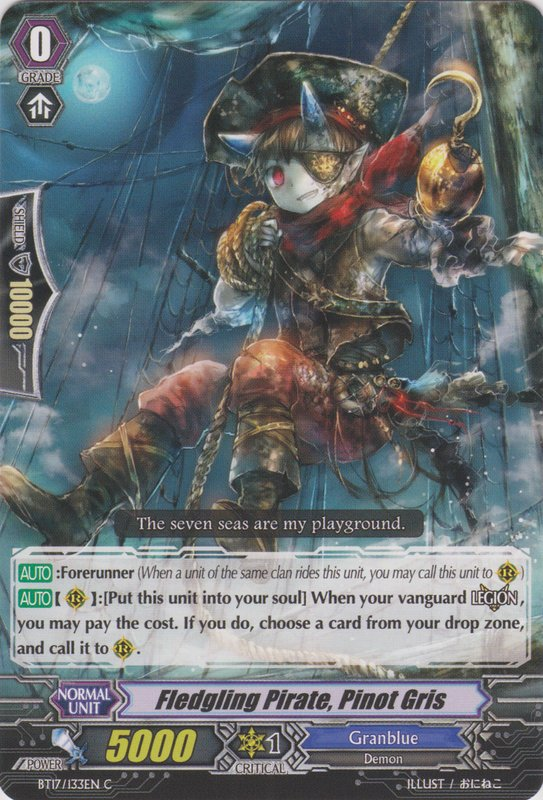 0
GRADE
SHIELD 10000
The seven seas are my playground.
AUTO :Forerunner (When a unit of the same clan rides this unit, you may call this unit to R)
AUTO [ R ]:[Put this unit into your soul] When your vanguard LEGION,
you may pay the cost. If you do, choose a card from your drop zone,
and call it to R.
NORMAL
UNIT
Fledgling Pirate, Pinot Gris
POWER 5000
1
CRITICAL
Granblue
Demon
BT17/133EN C
ILLUST / おにねこ